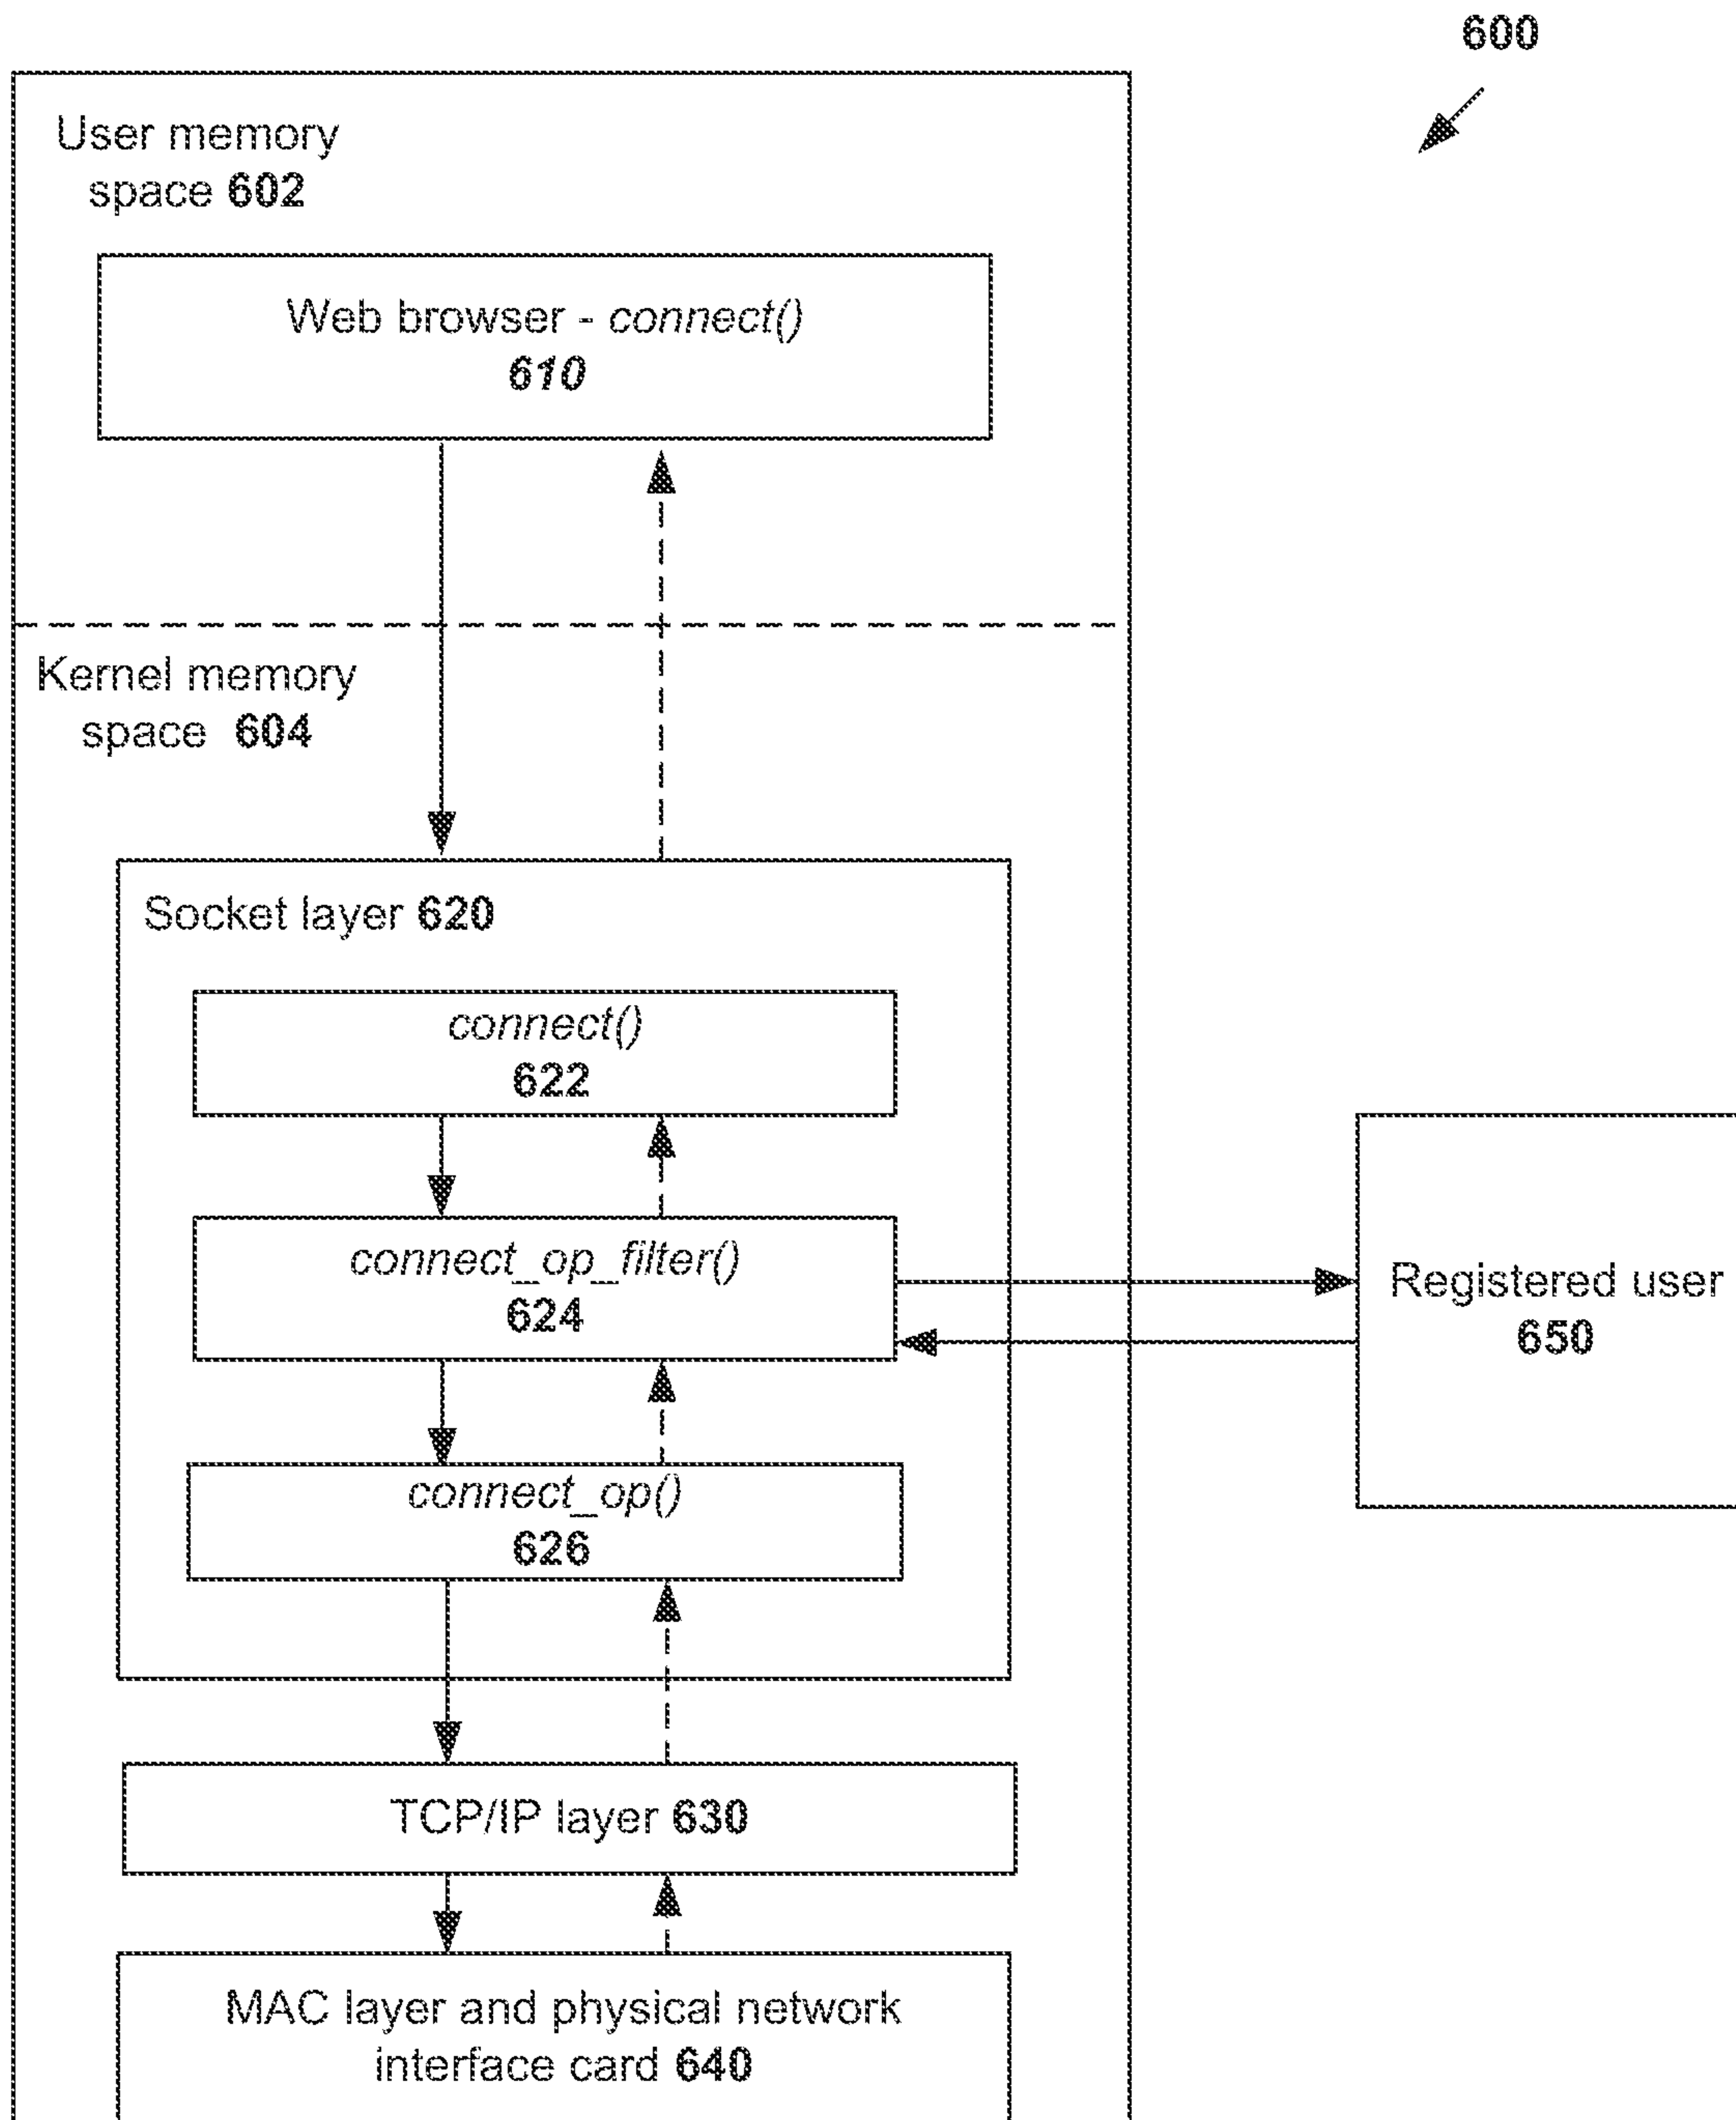 600
User memory
space 602
Web browser - connect()
610
Kernel memory
space 604
Socket layer 620
connect()
622
connect_op_filter()
624
Registered user
650
connect_op()
626
TCP/IP layer 630
MAC layer and physical network
interface card 640